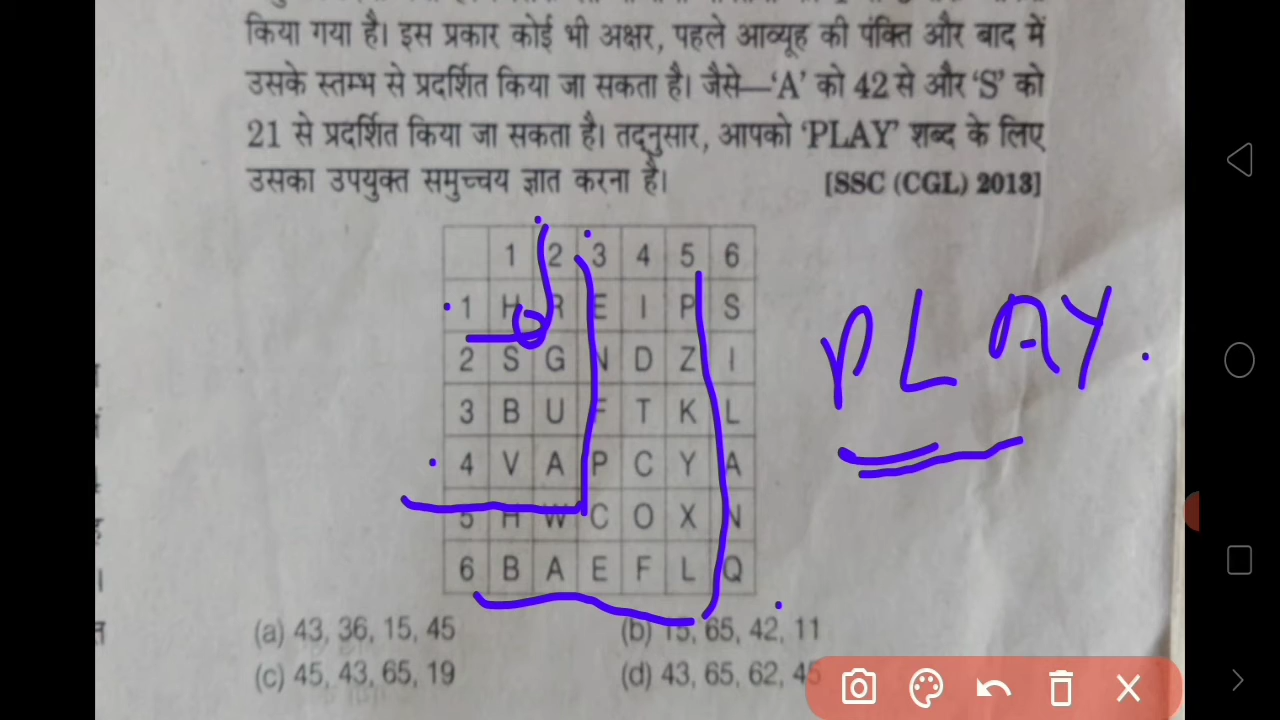 किया गया है। इस प्रकार कोई भी अक्षर, पहले आव्यूह की पंक्ति और बाद में
उसके स्तम्भ से प्रदर्शित किया जा सकता है। जैसे—‘A’ को 42 से और ‘S’ को
21 से प्रदर्शित किया जा सकता है। तद्नुसार, आपको ‘PLAY’ शब्द के लिए
उसका उपयुक्त समुच्चय ज्ञात करना है। [SSC (CGL) 2013]
1 2 3 4 5 6
1 H R E I P S
2 S G N D Z I
3 B U F T K L
4 V A P C Y A
5 H W C O X N
6 B A E F L Q
PLAY
(a) 43, 36, 15, 45 (b) 15, 65, 42, 11
(c) 45, 43, 65, 19 (d) 43, 65, 62, 45